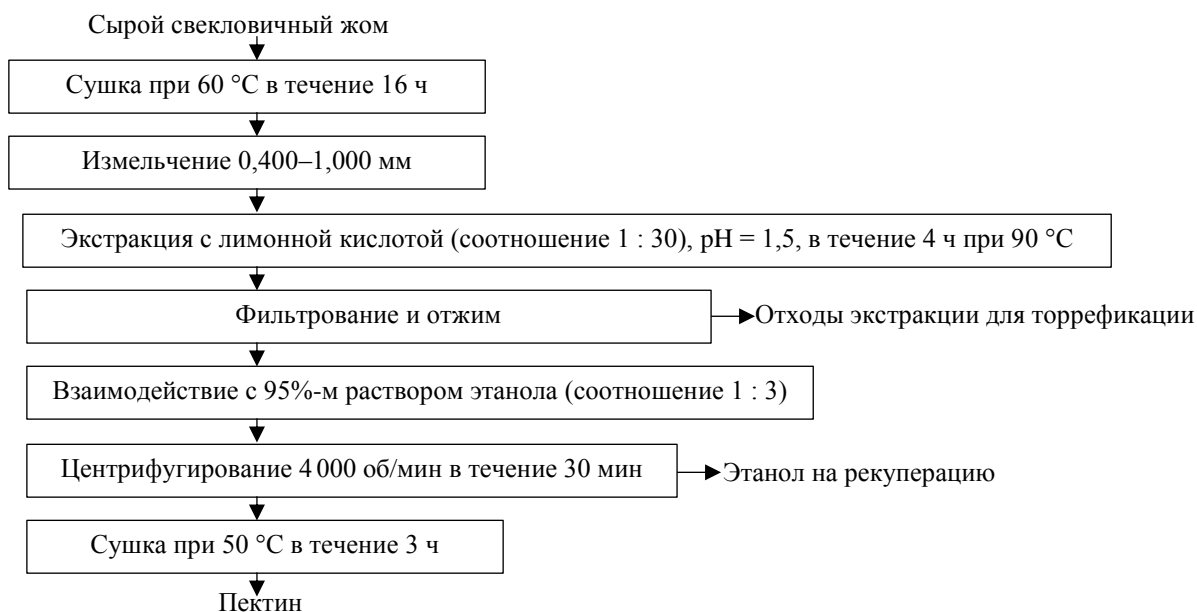 Сырой свекловичный жом
Сушка при 60 °C в течение 16 ч
Измельчение 0,400–1,000 мм
Экстракция с лимонной кислотой (соотношение 1 : 30), pH = 1,5, в течение 4 ч при 90 °C
Фильтрование и отжим
Отходы экстракции для торрефикации
Взаимодействие с 95%-м раствором этанола (соотношение 1 : 3)
Центрифугирование 4 000 об/мин в течение 30 мин
Этанол на рекуперацию
Сушка при 50 °C в течение 3 ч
Пектин